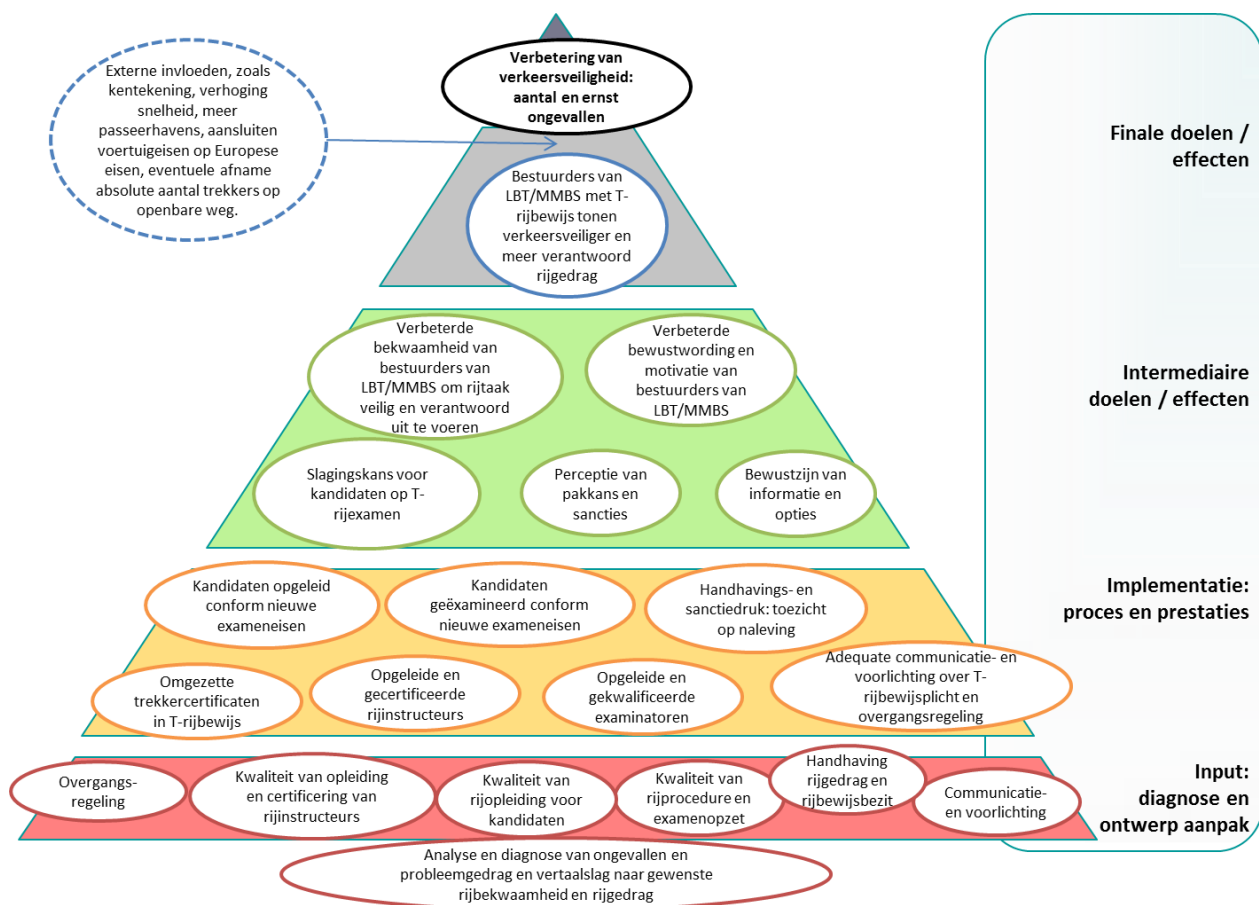 Verbetering van
verkeersveiligheid:
aantal en ernst
ongevallen
Externe invloeden, zoals
kentekening, verhoging
snelheid, meer
passeerhavens, aansluiten
voertuigeisen op Europese
eisen, eventuele afname
absolute aantal trekkers op
openbare weg.
Finale doelen /
effecten
Bestuurders van
LBT/MMBS met T-
rijbewijs tonen
verkeersveiliger en
meer verantwoord
rijgedrag
Verbeterde
bekwaamheid van
bestuurders van
LBT/MMBS om rijtaak
veilig en verantwoord
uit te voeren
Verbeterde
bewustwording en
motivatie van
bestuurders van
LBT/MMBS
Intermediaire
doelen / effecten
Slagingskans voor
kandidaten op T-
rijexamen
Perceptie van
pakkans en
sancties
Bewustzijn van
informatie en
opties
Kandidaten opgeleid
conform nieuwe
exameneisen
Kandidaten
geëxamineerd conform
nieuwe exameneisen
Handhavings- en
sanctiedruk: toezicht
op naleving
Implementatie:
proces en prestaties
Omgezette
trekkercertificaten
in T-rijbewijs
Opgeleide en
gecertificeerde
rijinstructeurs
Opgeleide en
gekwalificeerde
examinatoren
Adequate communicatie- en
voorlichting over T-
rijbewijsplicht en
overgangsregeling
Overgangs-
regeling
Kwaliteit van opleiding
en certificering van
rijinstructeurs
Kwaliteit van
rijopleiding voor
kandidaten
Kwaliteit van
rijprocedure en
examenopzet
Handhaving
rijgedrag en
rijbewijsbezit
Communicatie-
en voorlichting
Input:
diagnose en
ontwerp aanpak
Analyse en diagnose van ongevallen en
probleemgedrag en vertaalslag naar gewenste
rijbekwaamheid en rijgedrag